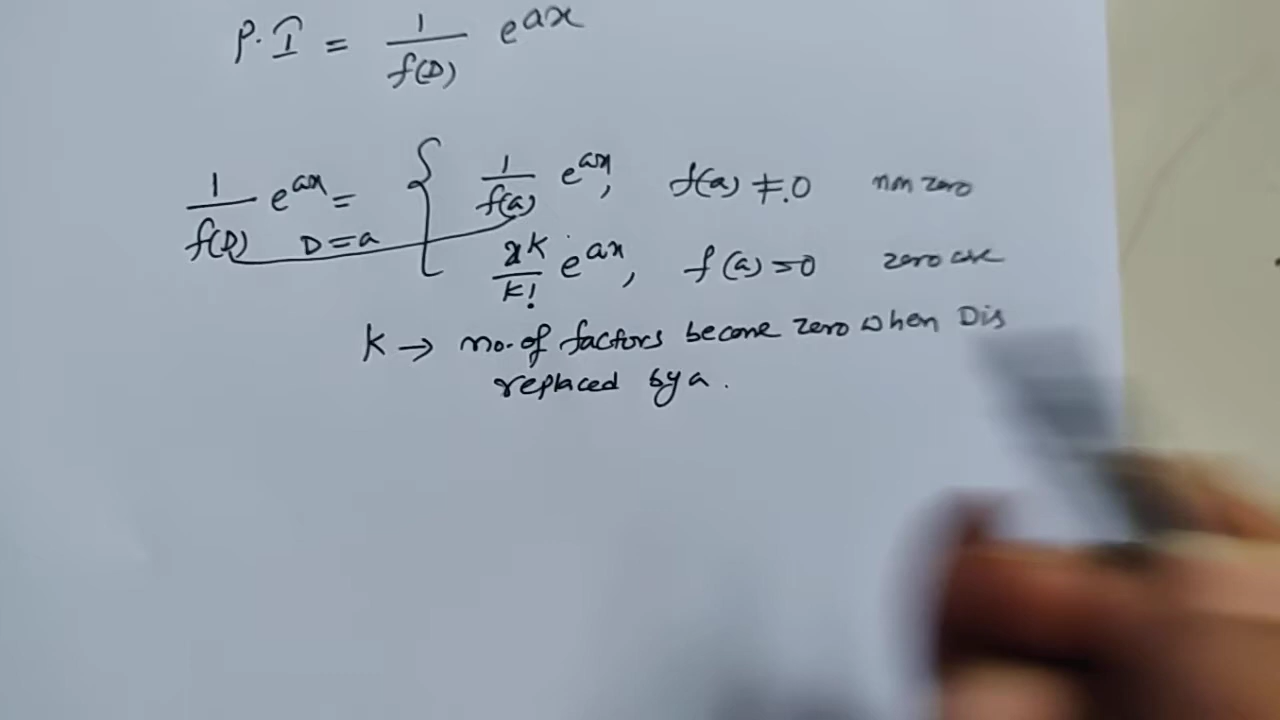 P.I = 1/f(D) e^ax
1/f(D) e^ax = { 1/f(a) e^ax, f(a) ≠ 0 non zero
D=a
x^k/k! e^ax, f(a)=0 zero case
K → no. of factors become zero when D is
replaced by a.